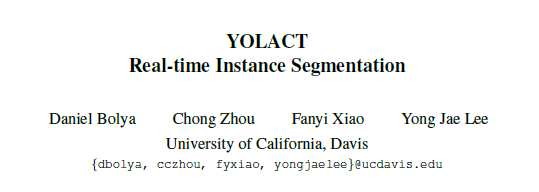 YOLACT
Real-time Instance Segmentation
Daniel Bolya Chong Zhou Fanyi Xiao Yong Jae Lee
University of California, Davis
{dbolya, cczhou, fyxiao, yongjaelee}@ucdavis.edu